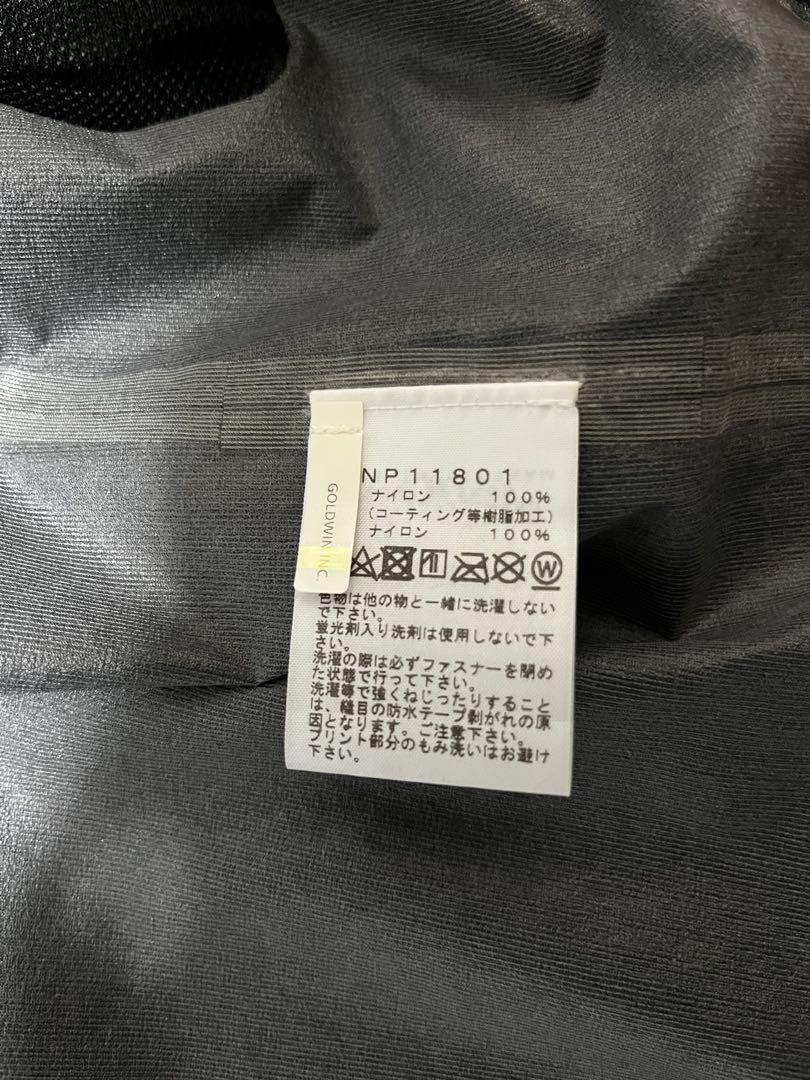 NP11801
ナイロン 100%
(コーティング等樹脂加工)
ナイロン 100%
GOLDWIN INC.
W
色物は他の物と一緒に洗濯しない
で下さい。
蛍光剤入り洗剤は使用しないで下
さい。
洗濯の際は必ずファスナーを閉め
た状態で行って下さい。
洗濯等で強くねじったりすること
は、縫目の防水テープ剥がれの原
因となります。ご注意下さい。
プリント部分のもみ洗いはお避け
下さい。